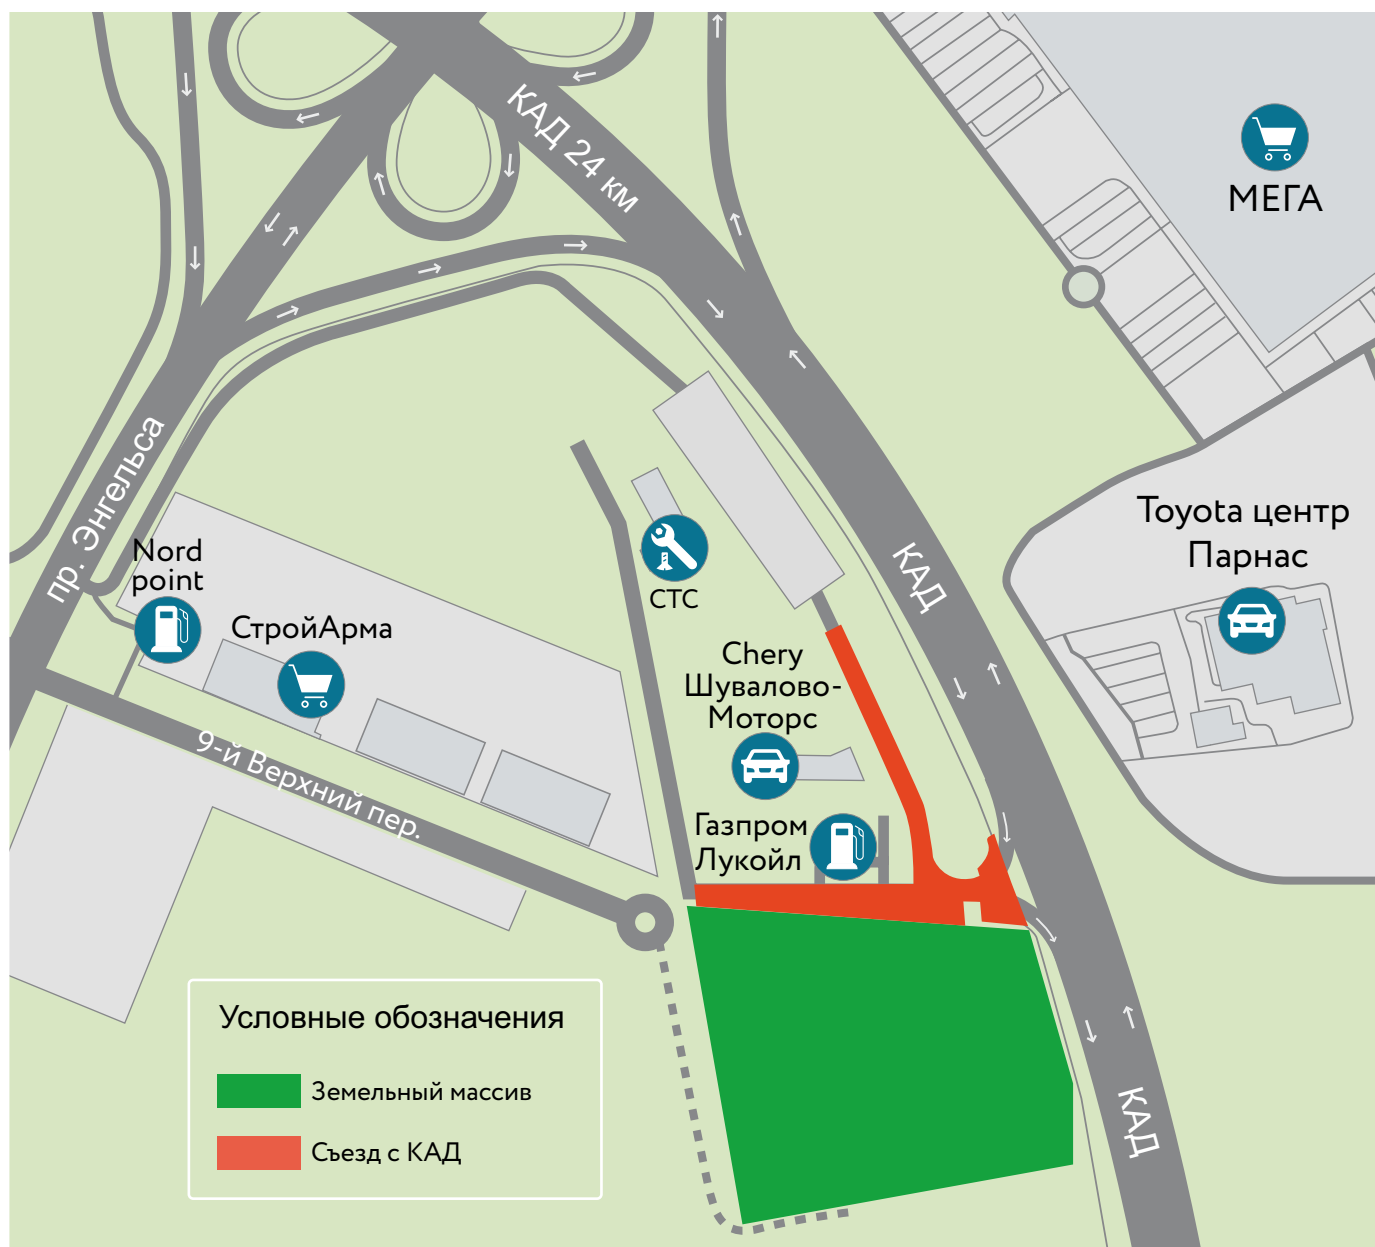 КАД 24 км
МЕГА
пр. Энгельса
Nord
point
СтройАрма
СТС
КАД
Toyota центр
Парнас
Chery
Шувалово-
Моторс
9-й Верхний пер.
Газпром
Лукойл
Условные обозначения
Земельный массив
Съезд с КАД
КАД